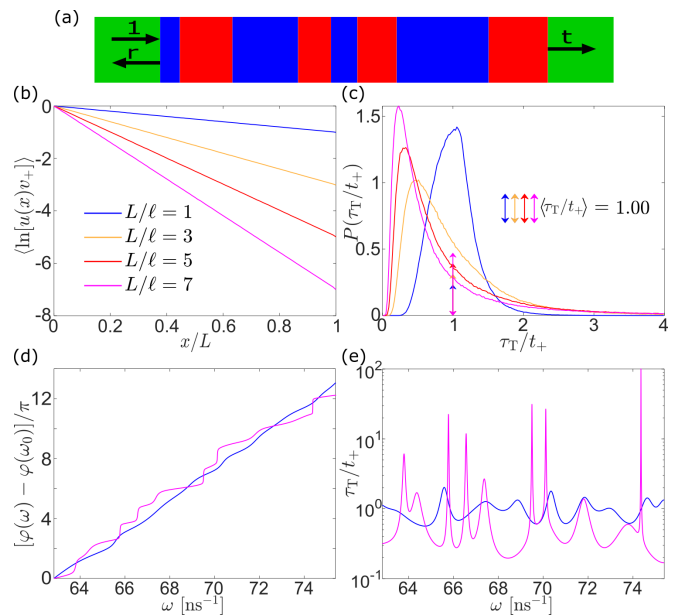 (a)
1
r
t
(b)
0
-2
-4
-6
-8
⟨ln[u(x)v₊]⟩
L/ℓ = 1
L/ℓ = 3
L/ℓ = 5
L/ℓ = 7
0 0.2 0.4 0.6 0.8 1
x/L
(c)
1.5
1
0.5
0
P(τ_T/t₊)
⟨τ_T/t₊⟩ = 1.00
0 1 2 3 4
τ_T/t₊
(d)
12
8
4
0
[φ(ω) − φ(ω₀)]/π
64 66 68 70 72 74
ω [ns⁻¹]
(e)
10²
10¹
10⁰
10⁻¹
τ_T/t₊
64 66 68 70 72 74
ω [ns⁻¹]